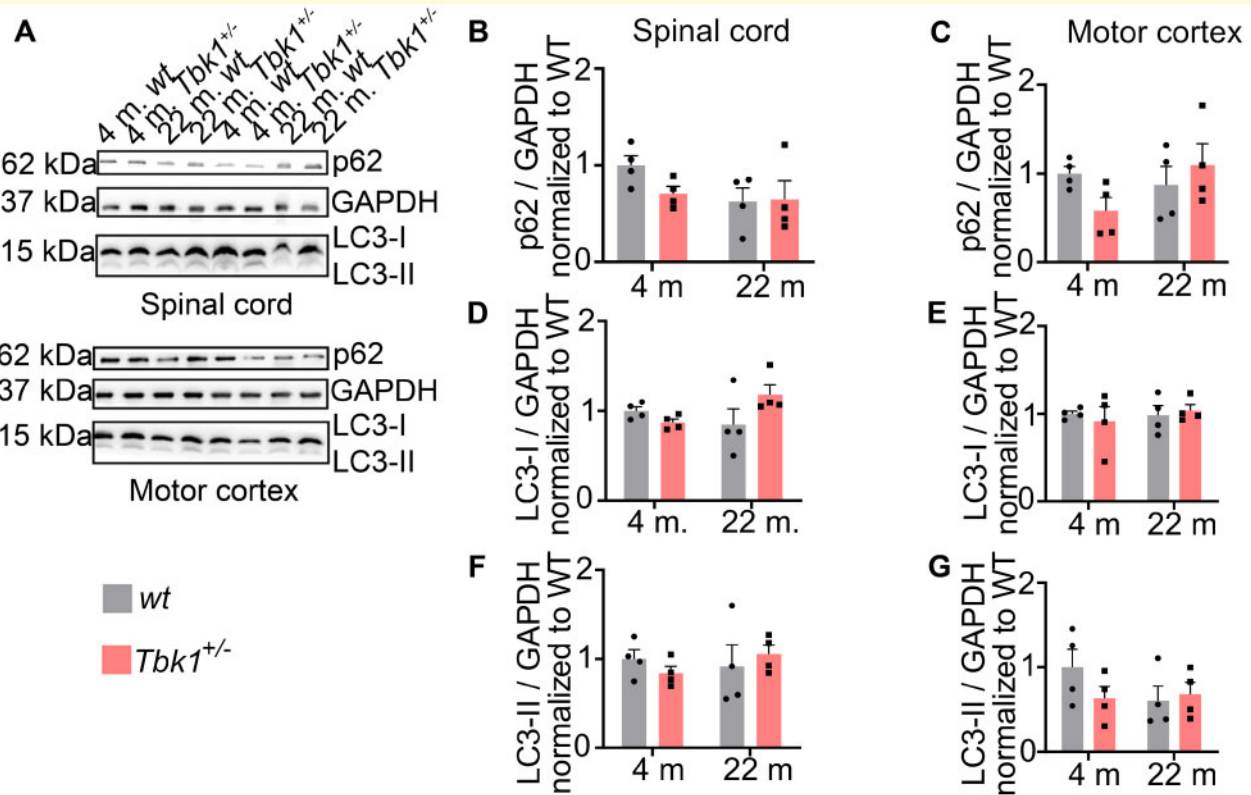 A
4 m. wt
4 m. Tbk1+/-
22 m. wt
22 m. Tbk1+/-
4 m. wt
4 m. Tbk1+/-
22 m. wt
22 m. Tbk1+/-
62 kDa p62
37 kDa GAPDH
15 kDa LC3-I
LC3-II
Spinal cord
62 kDa p62
37 kDa GAPDH
15 kDa LC3-I
LC3-II
Motor cortex
wt
Tbk1+/-
B Spinal cord
p62 / GAPDH
normalized to WT
2
1
0
4 m 22 m
C Motor cortex
p62 / GAPDH
normalized to WT
2
1
0
4 m 22 m
D
LC3-I / GAPDH
normalized to WT
2
1
0
4 m. 22 m.
E
LC3-I / GAPDH
normalized to WT
2
1
0
4 m 22 m
F
LC3-II / GAPDH
normalized to WT
2
1
0
4 m 22 m
G
LC3-II / GAPDH
normalized to WT
2
1
0
4 m 22 m